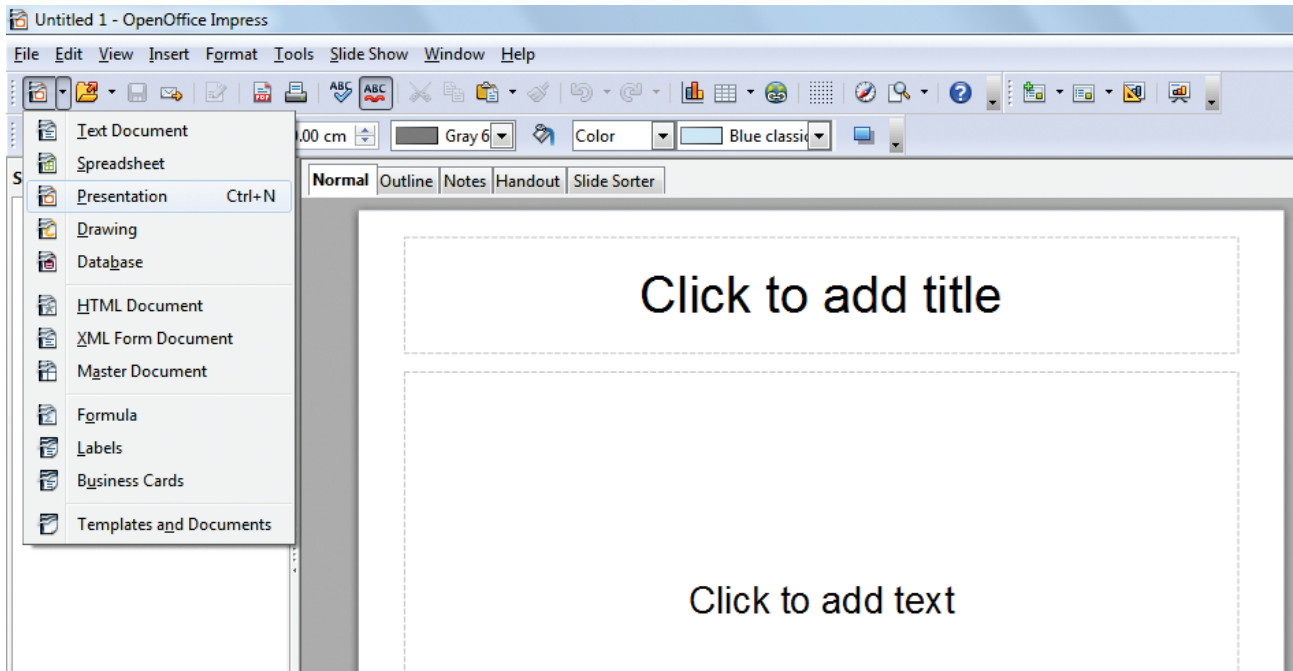 Untitled 1 - OpenOffice Impress
File Edit View Insert Format Tools Slide Show Window Help
ABC ABC
Text Document
.00 cm Gray 6 Color Blue classic
Spreadsheet
S
Normal Outline Notes Handout Slide Sorter
Presentation Ctrl+N
Drawing
Database
HTML Document
XML Form Document
Master Document
Formula
Labels
Business Cards
Templates and Documents
Click to add title
Click to add text